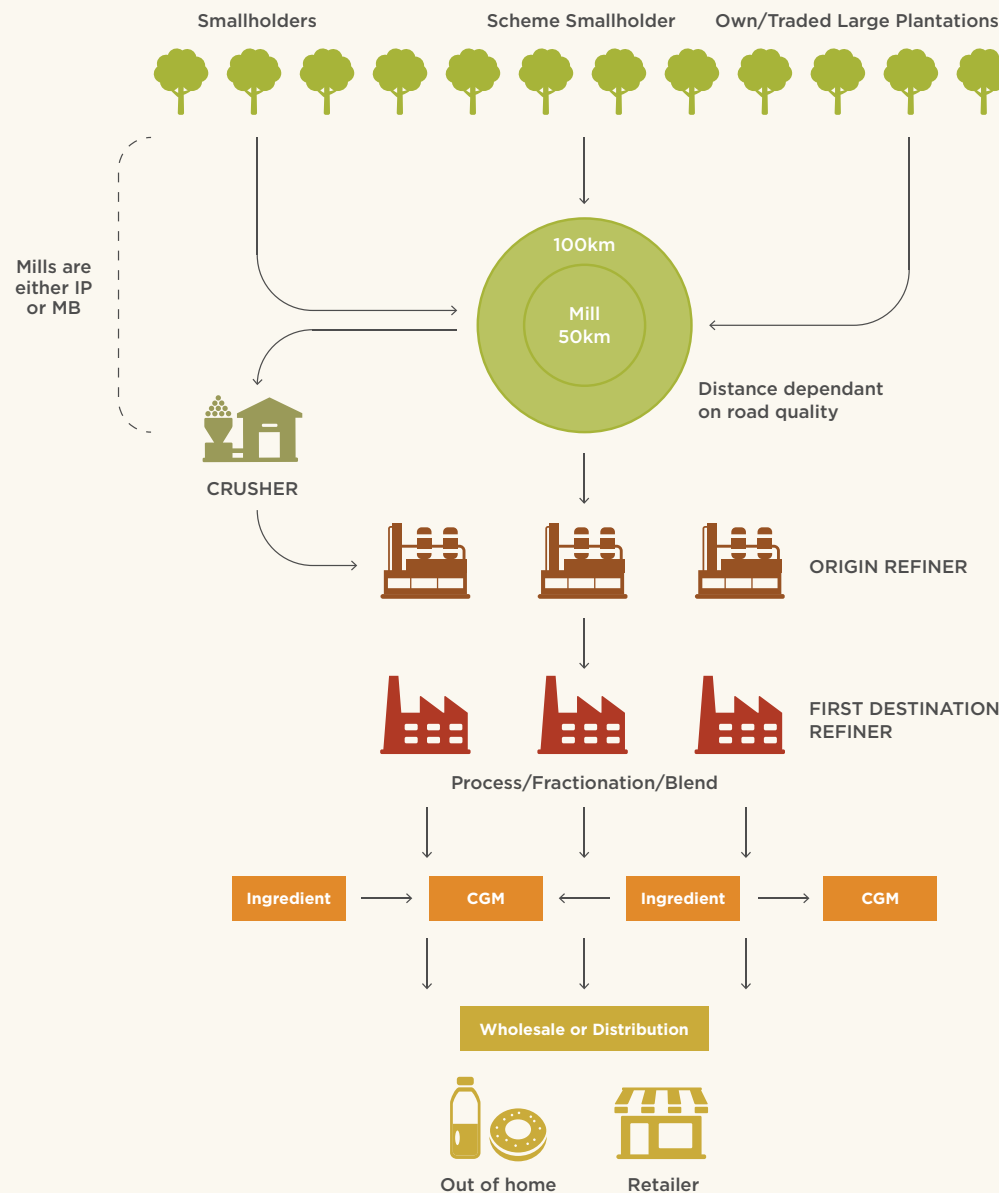 Smallholders
Scheme Smallholder
Own/Traded Large Plantations
100km
Mill
50km
Mills are
either IP
or MB
Distance dependant
on road quality
CRUSHER
ORIGIN REFINER
FIRST DESTINATION
REFINER
Process/Fractionation/Blend
Ingredient
CGM
Ingredient
CGM
Wholesale or Distribution
Out of home
Retailer